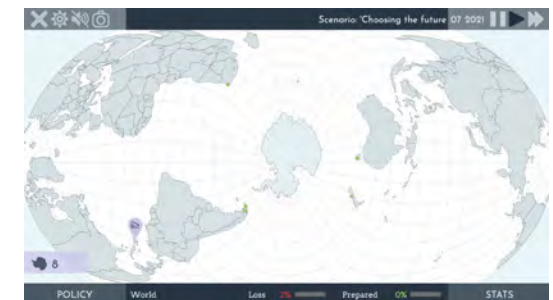 Scenario: 'Choosing the future 07 2021
8
POLICY World Loss 2% Prepared 0% STATS